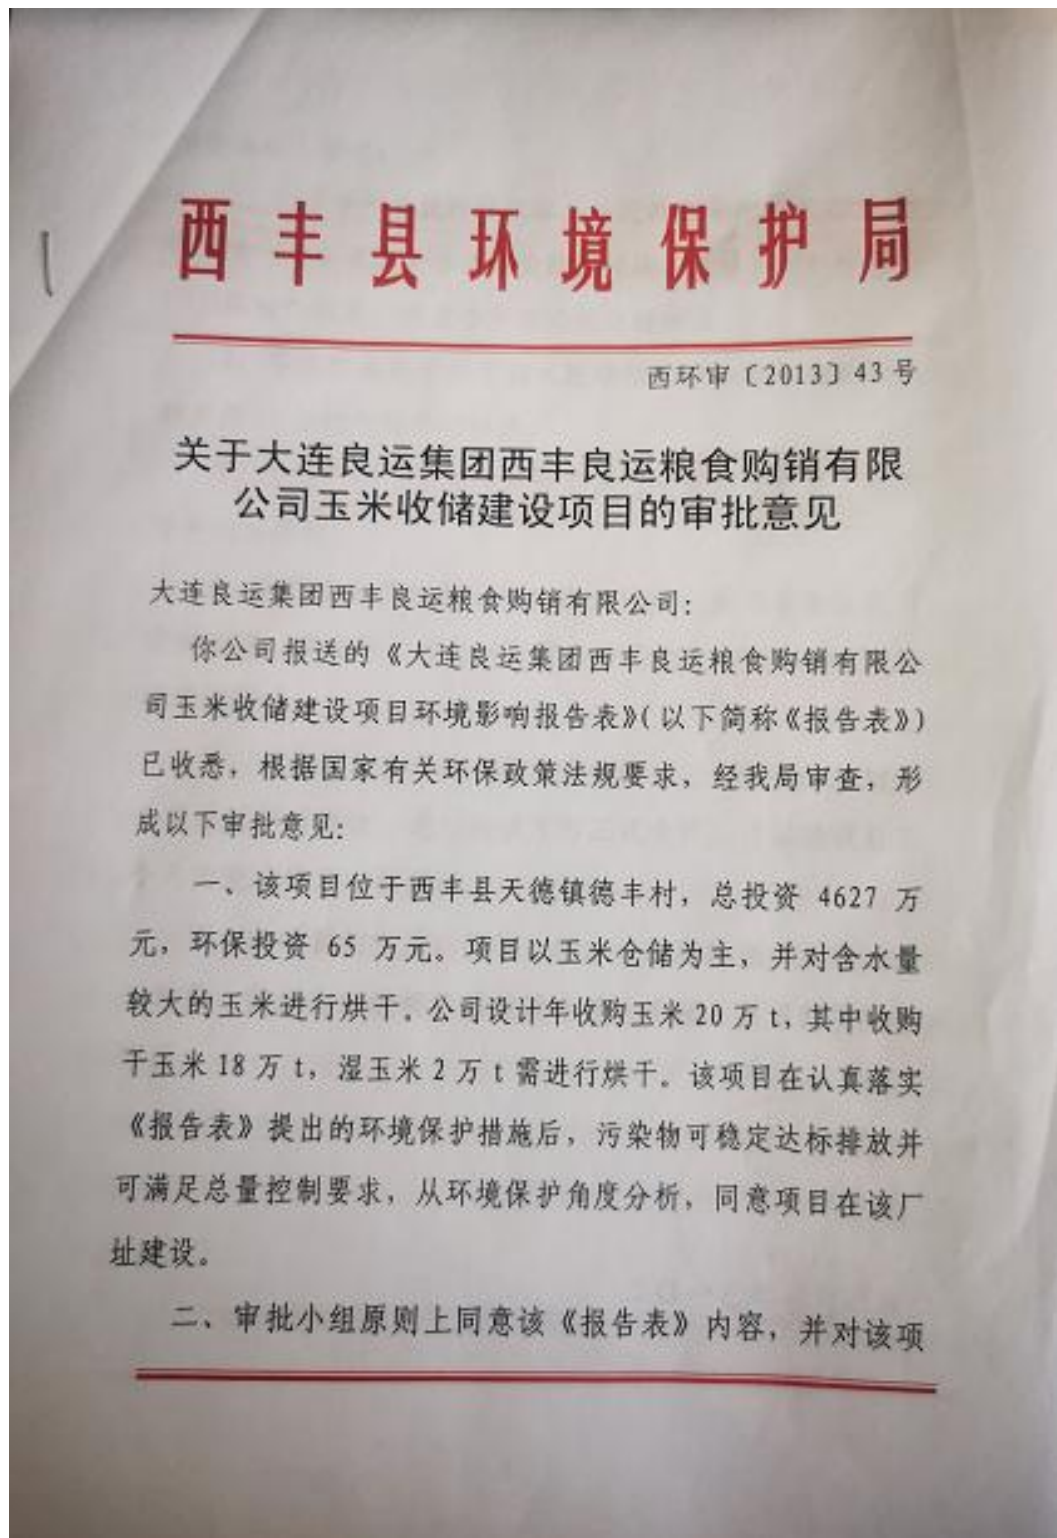 西丰县环境保护局
西环审〔2013〕43号
关于大连良运集团西丰良运粮食购销有限
公司玉米收储建设项目的审批意见
大连良运集团西丰良运粮食购销有限公司:
你公司报送的《大连良运集团西丰良运粮食购销有限公
司玉米收储建设项目环境影响报告表》(以下简称《报告表》)
已收悉，根据国家有关环保政策法规要求，经我局审查，形
成以下审批意见:
一、该项目位于西丰县天德镇德丰村，总投资 4627 万
元，环保投资 65 万元。项目以玉米仓储为主，并对含水量
较大的玉米进行烘干。公司设计年收购玉米 20 万 t，其中收购
干玉米 18 万 t，湿玉米 2 万 t 需进行烘干。该项目在认真落实
《报告表》提出的环境保护措施后，污染物可稳定达标排放并
可满足总量控制要求，从环境保护角度分析，同意项目在该厂
址建设。
二、审批小组原则上同意该《报告表》内容，并对该项